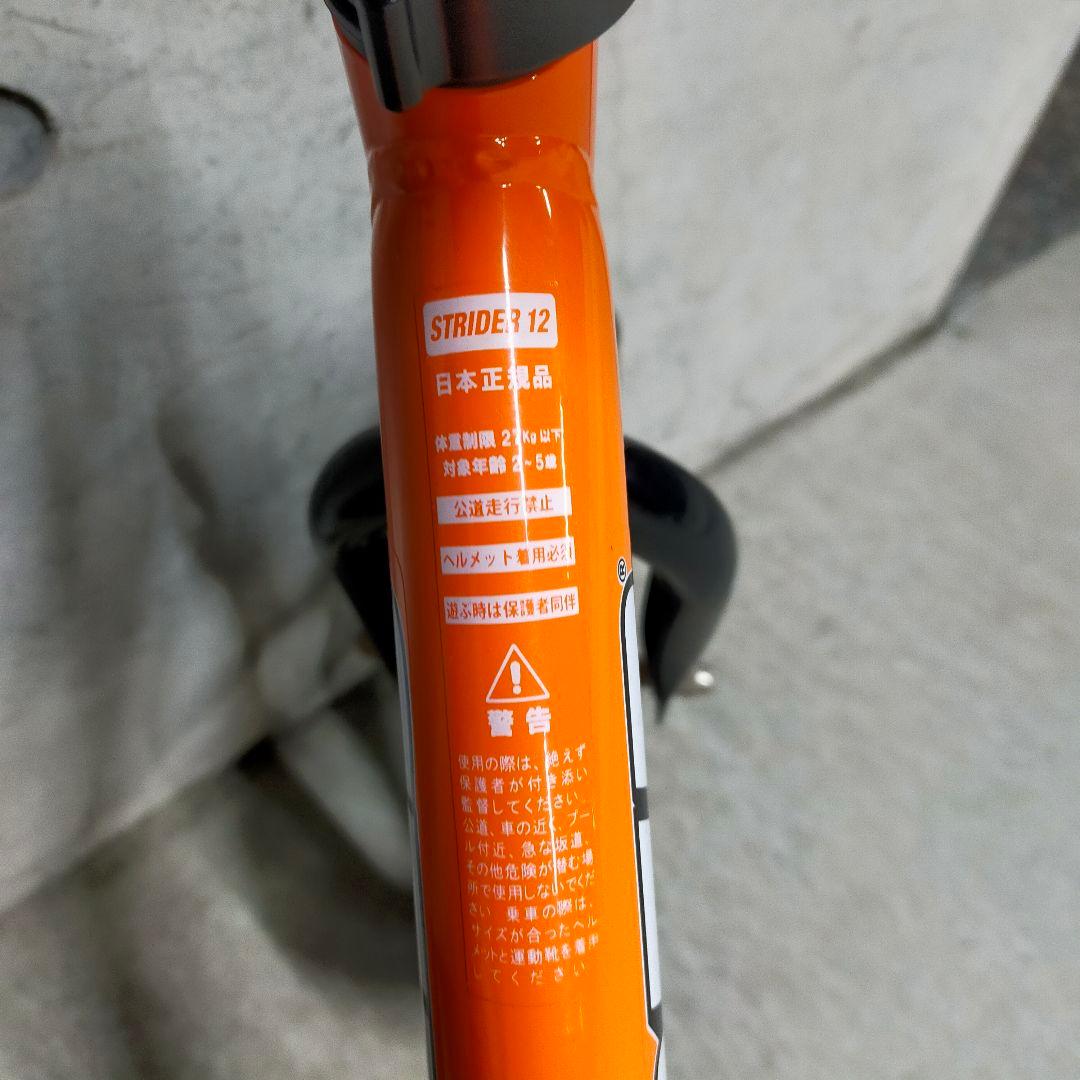 STRIDER 12
日本正規品
体重制限 27Kg 以下
対象年齢 2~5歳
公道走行禁止
ヘルメット着用必須
遊ぶ時は保護者同伴
®
警告
使用の際は、絶えず
保護者が付き添い
監督してください。
公道、車の近く、プー
ル付近、急な坂道、
その他危険が潜む場
所で使用しないでくだ
さい 乗車の際は、
サイズが合ったヘル
メットと運動靴を着用
してください